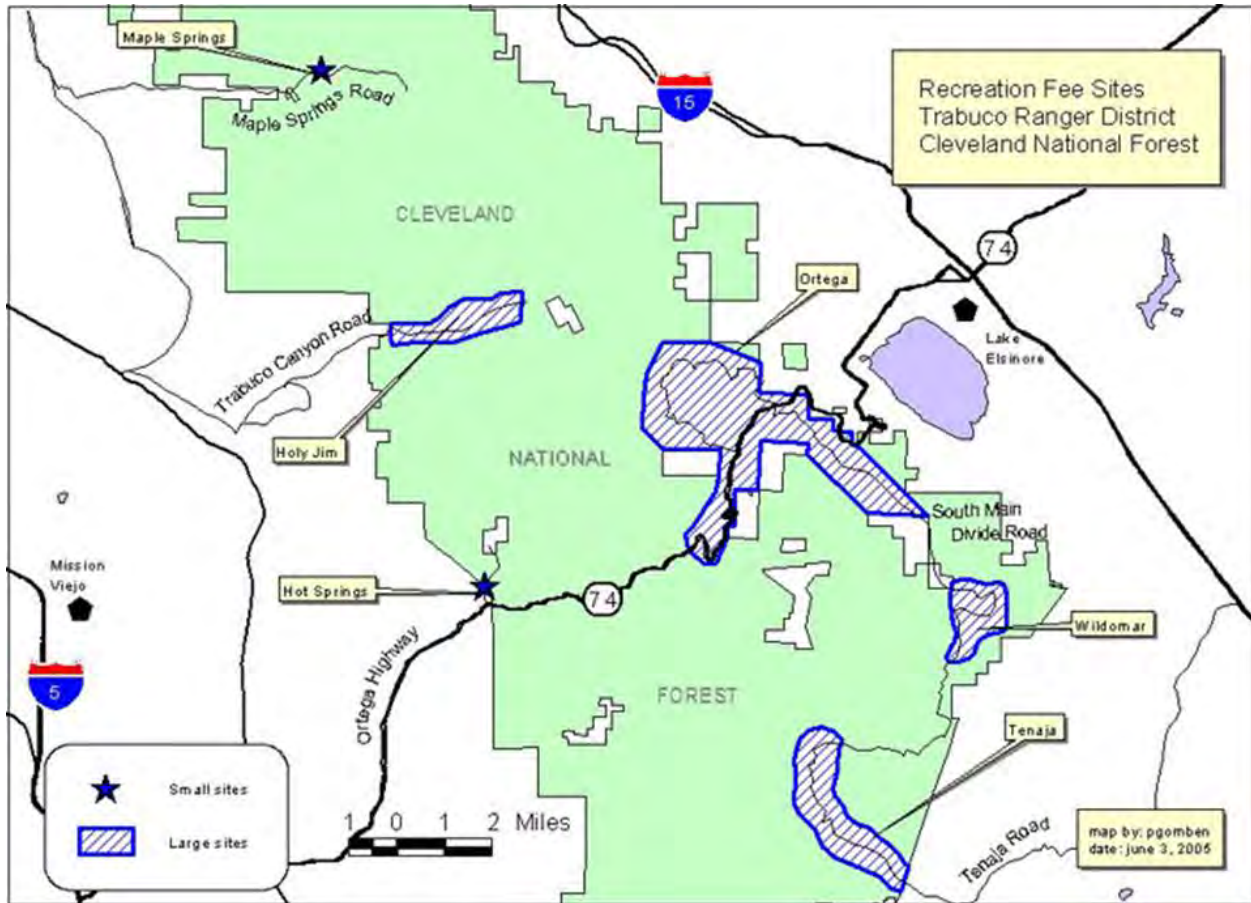 Maple Springs
Maple Springs Road
15
Recreation Fee Sites
Trabuco Ranger District
Cleveland National Forest
CLEVELAND
74
Ortega
Lake
Elsinore
Trabuco Canyon Road
Holy Jim
NATIONAL
South Main
Divide Road
Mission
Viejo
Hot Springs
74
Wildomar
Ortega Highway
5
FOREST
Tenaja
Small sites
Large sites
1 0 1 2 Miles
Tenaja Road
map by: pgomben
date: june 3, 2005